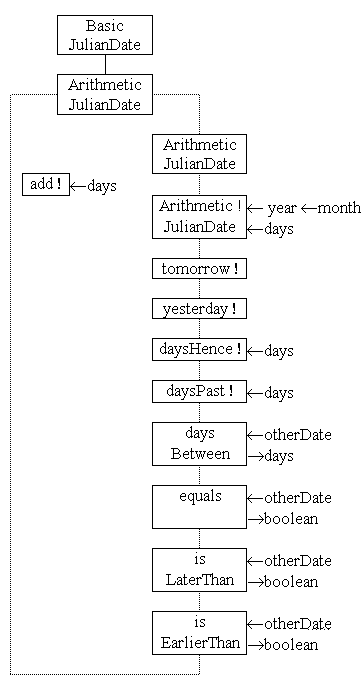 Basic
JulianDate
Arithmetic
JulianDate
Arithmetic
JulianDate
add ! ←days
Arithmetic ! ← year ←month
JulianDate ←days
tomorrow !
yesterday !
daysHence ! ←days
daysPast ! ←days
days ←otherDate
Between →days
equals ←otherDate
→boolean
is ←otherDate
LaterThan →boolean
is ←otherDate
EarlierThan →boolean